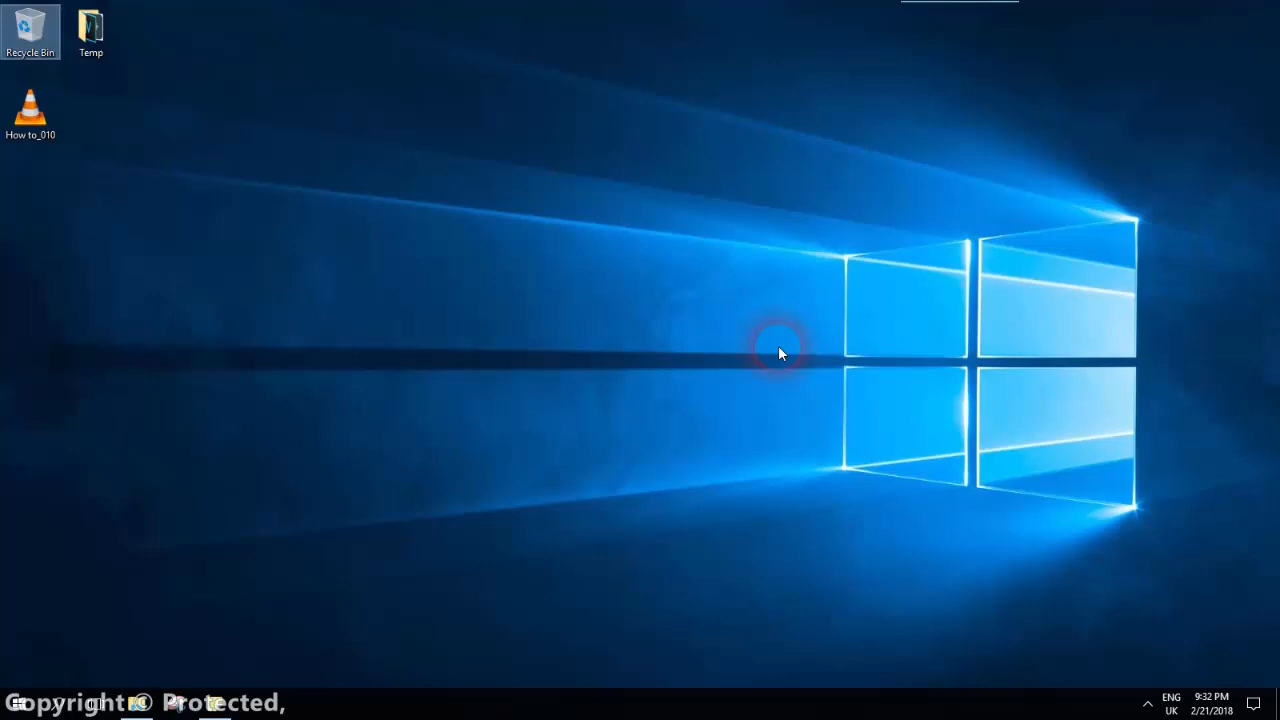 Recycle Bin
Temp
How to_010
ENG
UK
9:32 PM
2/21/2018
Copyright © Protected,